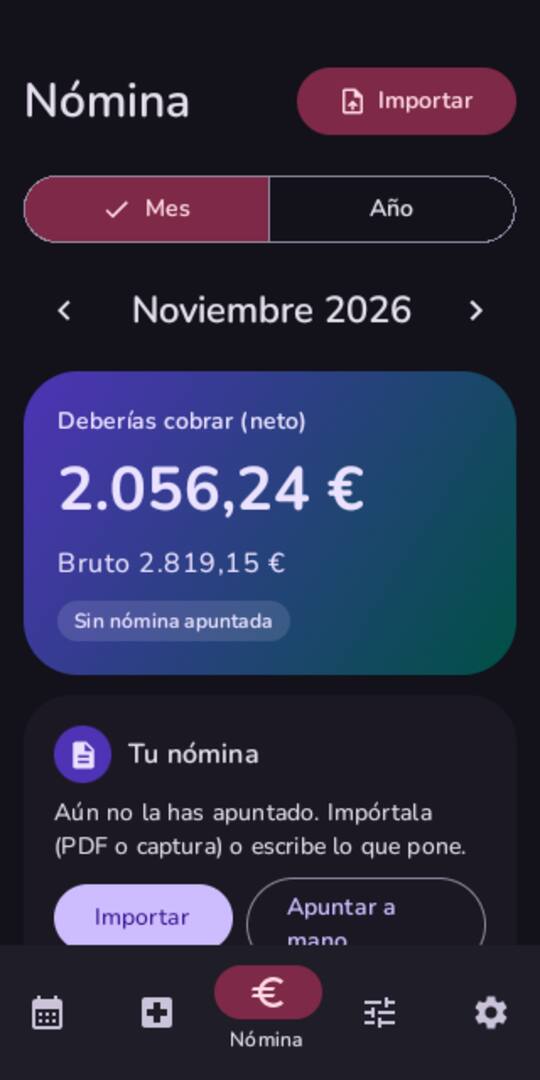 Nómina
Importar
Mes
Año
Noviembre 2026
Deberías cobrar (neto)
2.056,24 €
Bruto 2.819,15 €
Sin nómina apuntada
Tu nómina
Aún no la has apuntado. Impórtala
(PDF o captura) o escribe lo que pone.
Importar
Apuntar a
mano
€
Nómina